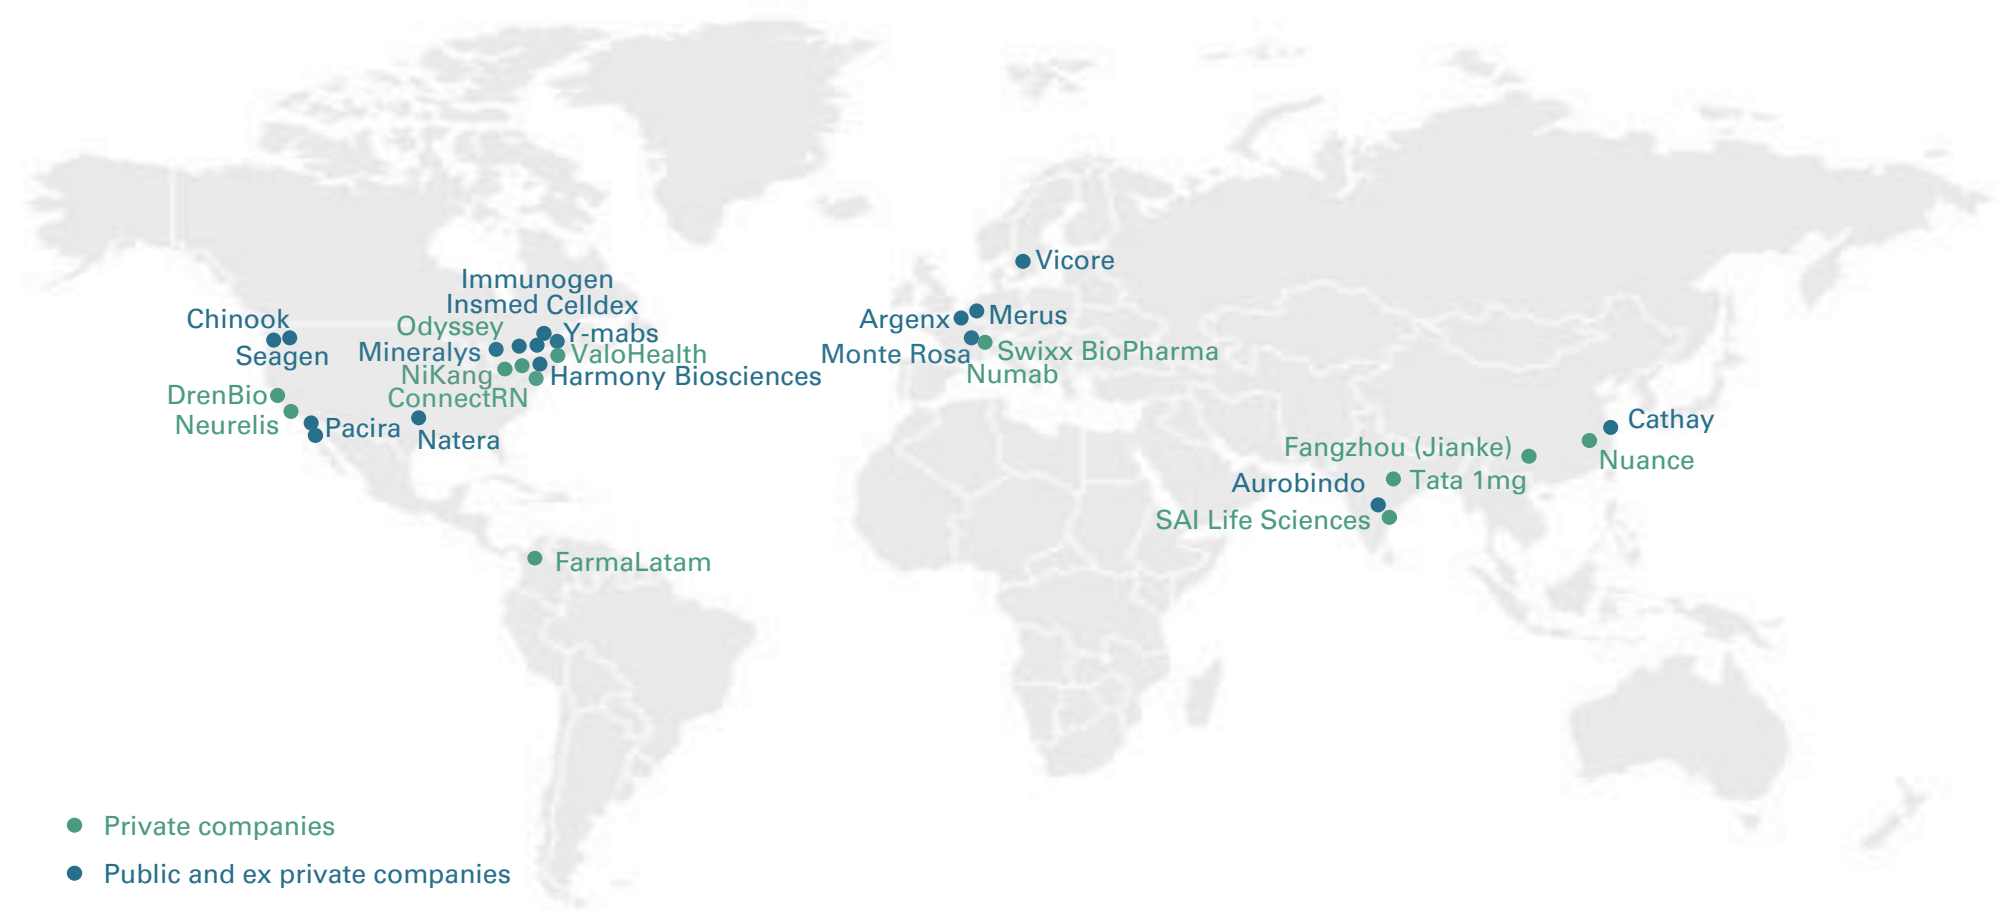 Vicore
Immunogen
Insmed Celldex
Chinook
Odyssey
Y-mabs
Argenx
Merus
Seagen
Mineralys
ValoHealth
Monte Rosa
Swixx BioPharma
NiKang
Harmony Biosciences
Numab
DrenBio
ConnectRN
Neurelis
Pacira
Natera
Cathay
Fangzhou (Jianke)
Nuance
Aurobindo
Tata 1mg
SAI Life Sciences
FarmaLatam
Private companies
Public and ex private companies